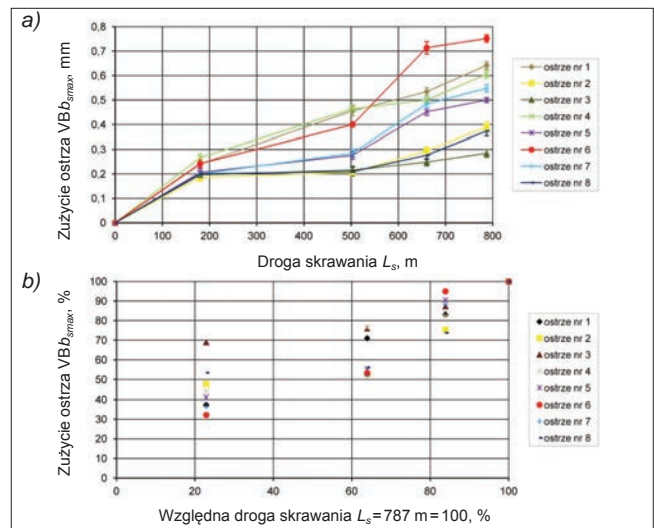 a)
Zużycie ostrza VBb_smax, mm
0,8
0,7
0,6
0,5
0,4
0,3
0,2
0,1
0
0 100 200 300 400 500 600 700 800
Droga skrawania L_s, m
ostrze nr 1
ostrze nr 2
ostrze nr 3
ostrze nr 4
ostrze nr 5
ostrze nr 6
ostrze nr 7
ostrze nr 8
b)
Zużycie ostrza VBb_smax, %
100
90
80
70
60
50
40
30
20
10
0
0 20 40 60 80 100
Względna droga skrawania L_s = 787 m = 100, %
ostrze nr 1
ostrze nr 2
ostrze nr 3
ostrze nr 4
ostrze nr 5
ostrze nr 6
ostrze nr 7
ostrze nr 8